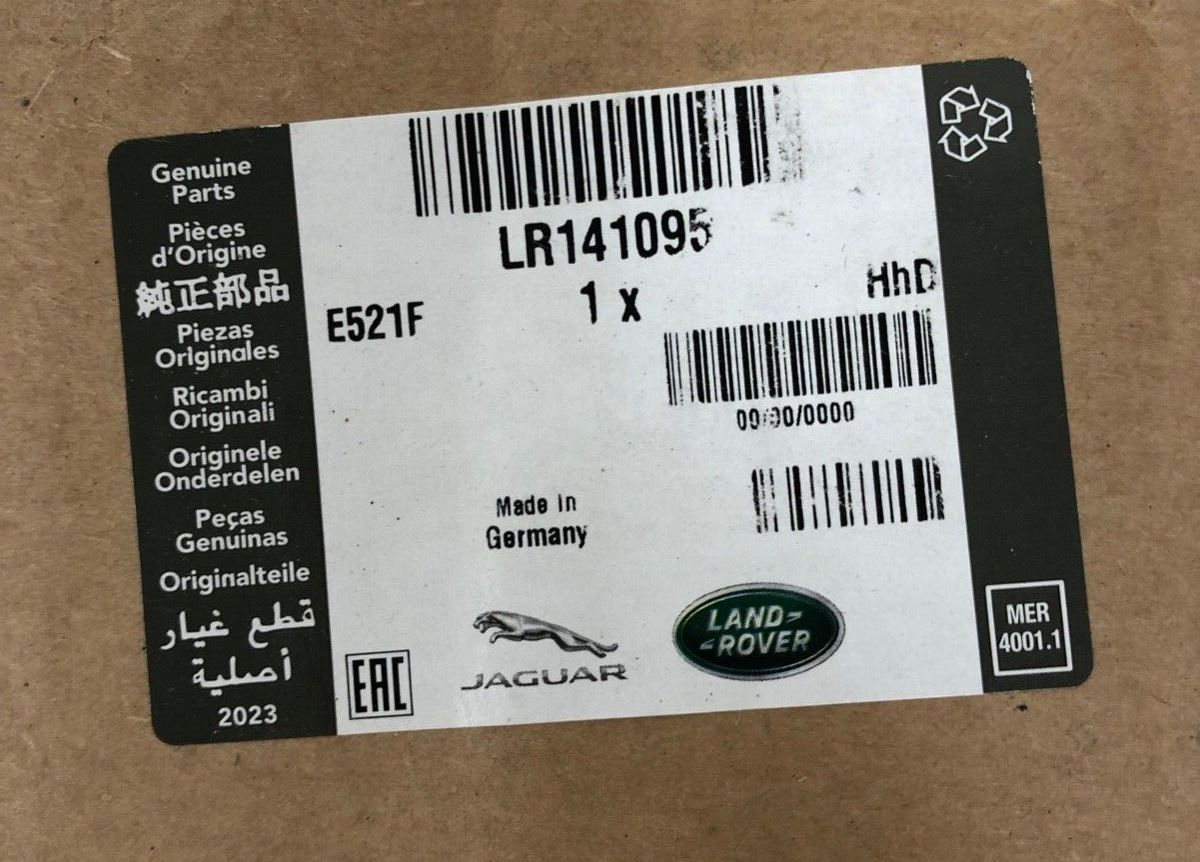 Genuine
Parts
Pièces
d'Origine
純正部品
Piezas
Originales
Ricambi
Originali
Originele
Onderdelen
Peças
Genuinas
Originalteile
قطع غيار
أصلية
2023
LR141095
1 x
HhD
E521F
00/00/0000
Made in
Germany
EAC
JAGUAR
LAND-
-ROVER
MER
4001.1